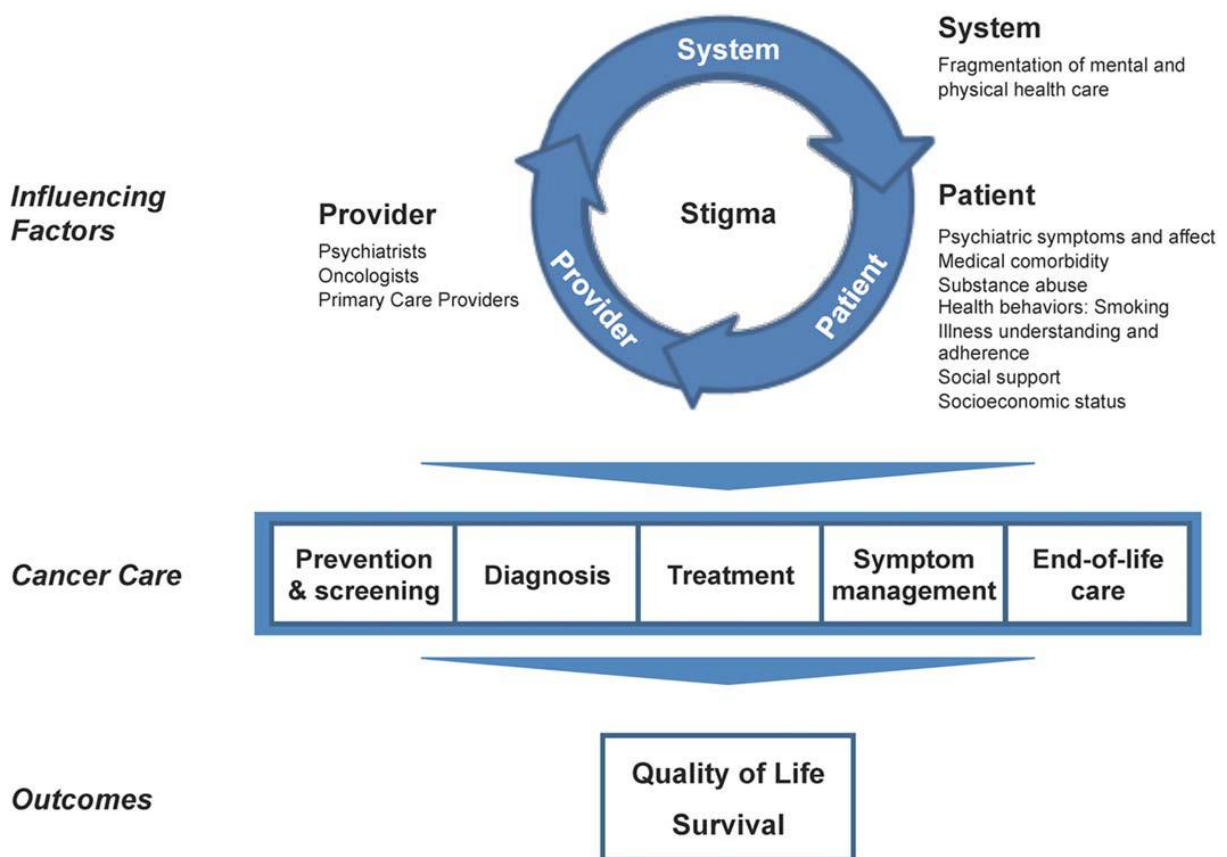 Influencing
Factors
System
Provider
Patient
Stigma
Provider
Psychiatrists
Oncologists
Primary Care Providers
System
Fragmentation of mental and
physical health care
Patient
Psychiatric symptoms and affect
Medical comorbidity
Substance abuse
Health behaviors: Smoking
Illness understanding and
adherence
Social support
Socioeconomic status
Cancer Care
Prevention
& screening
Diagnosis
Treatment
Symptom
management
End-of-life
care
Outcomes
Quality of Life
Survival